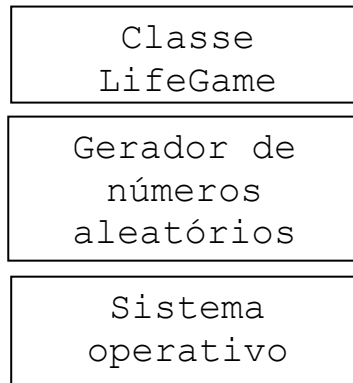 Classe
LifeGame
Gerador de
números
aleatórios
Sistema
operativo